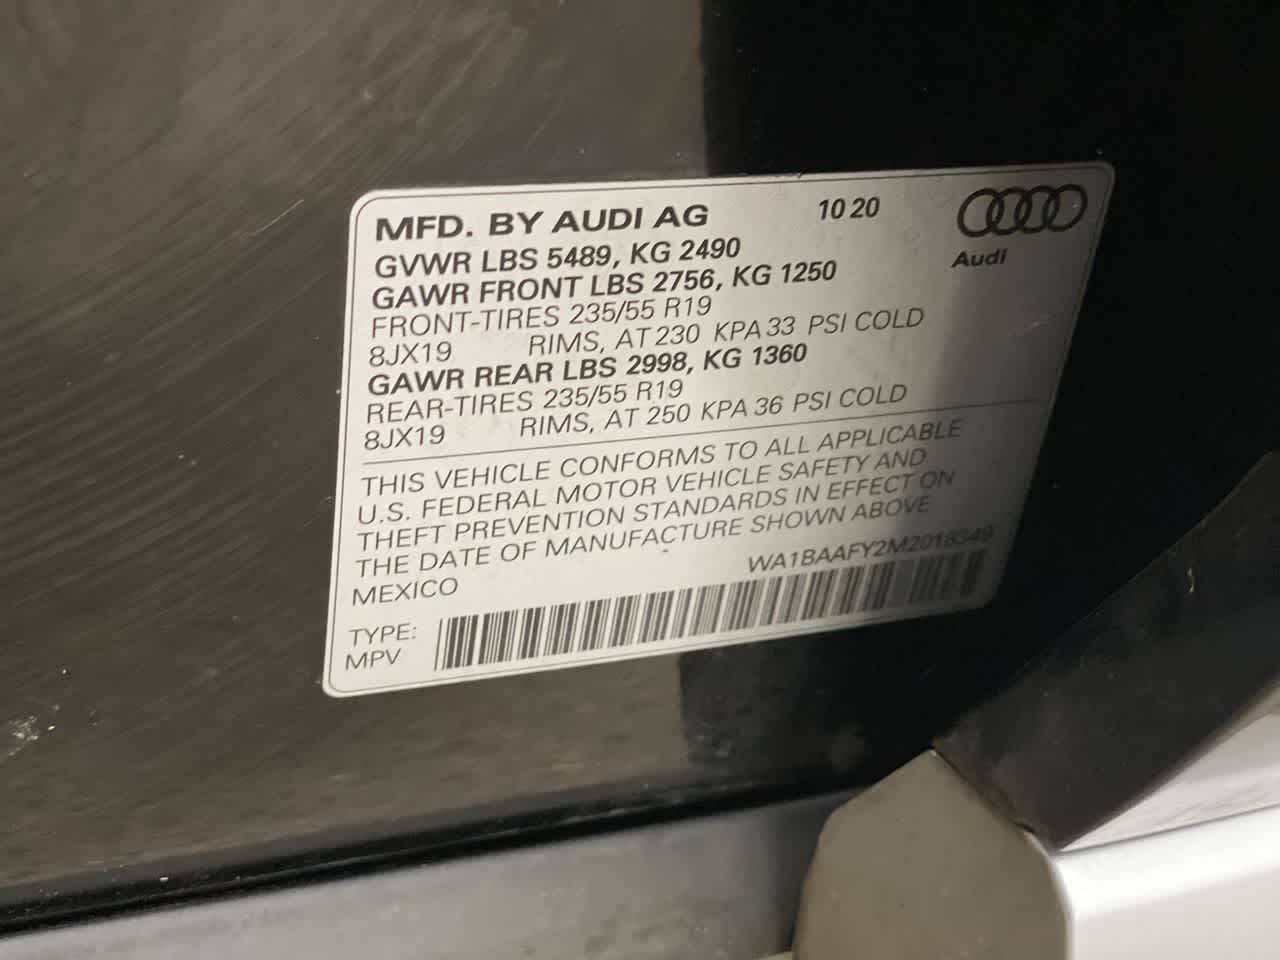 MFD. BY AUDI AG 10 20
Audi
GVWR LBS 5489, KG 2490
GAWR FRONT LBS 2756, KG 1250
FRONT-TIRES 235/55 R19
8JX19 RIMS, AT 230 KPA 33 PSI COLD
GAWR REAR LBS 2998, KG 1360
REAR-TIRES 235/55 R19
8JX19 RIMS, AT 250 KPA 36 PSI COLD
THIS VEHICLE CONFORMS TO ALL APPLICABLE
U.S. FEDERAL MOTOR VEHICLE SAFETY AND
THEFT PREVENTION STANDARDS IN EFFECT ON
THE DATE OF MANUFACTURE SHOWN ABOVE
MEXICO WA1BAAFY2M2018349
TYPE:
MPV